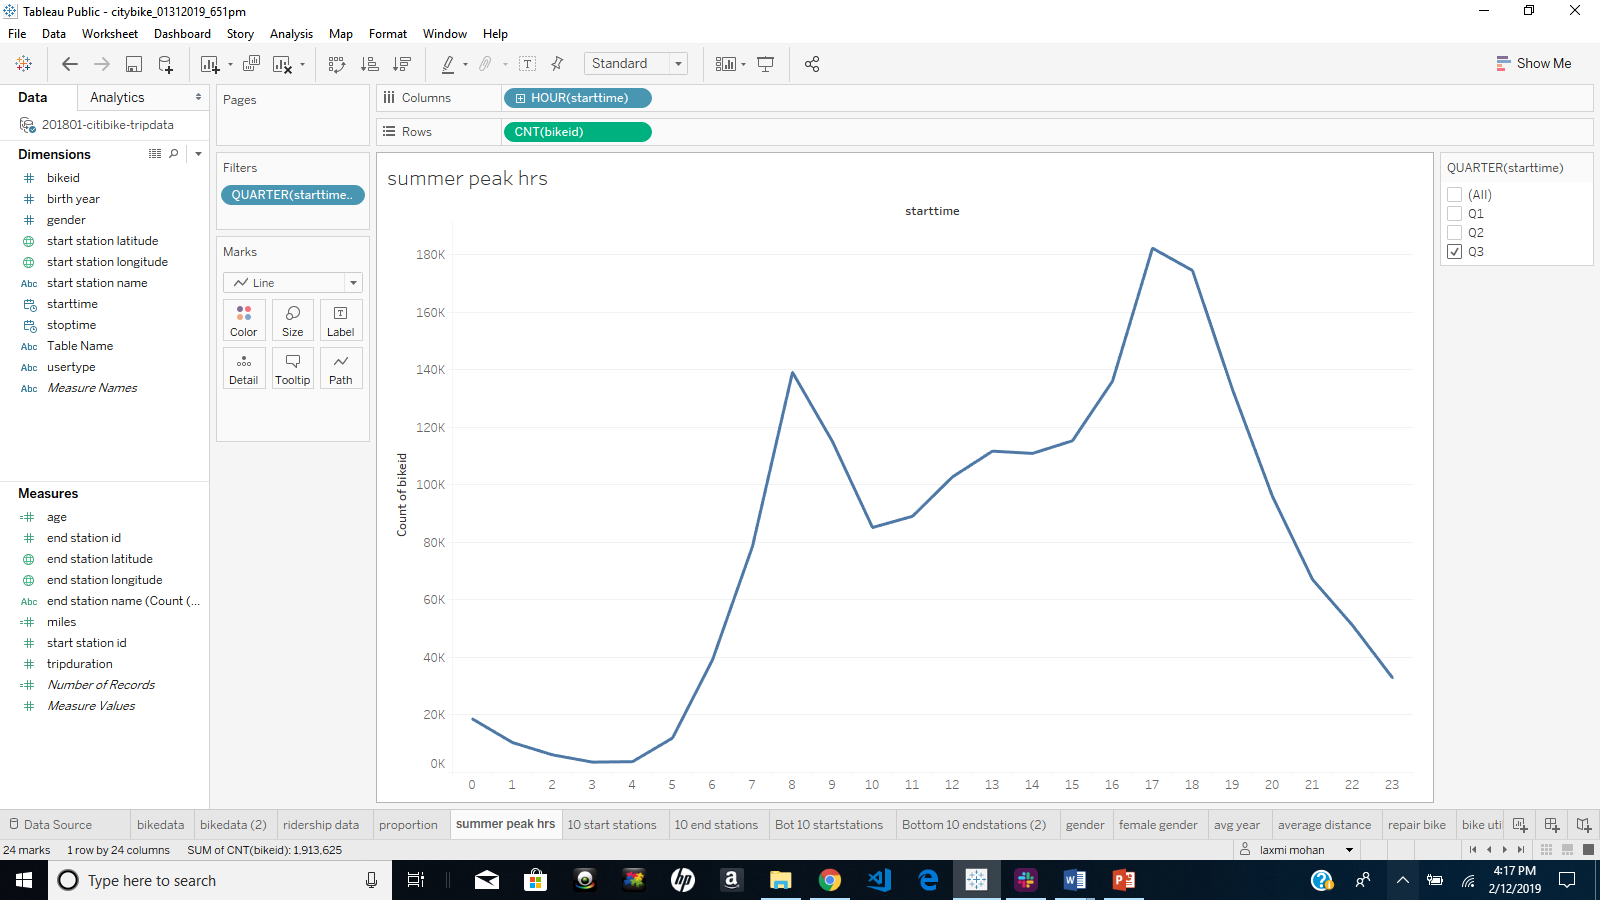 Tableau Public - citybike_01312019_651pm
File Data Worksheet Dashboard Story Analysis Map Format Window Help
Standard
Show Me
Data Analytics
201801-citibike-tripdata
Dimensions
bikeid
birth year
gender
start station latitude
start station longitude
Abc start station name
starttime
stoptime
Abc Table Name
Abc usertype
Abc Measure Names
Measures
age
end station id
end station latitude
end station longitude
Abc end station name (Count (...
miles
start station id
tripduration
Number of Records
Measure Values
Pages
Filters
QUARTER(starttime..
Marks
Line
Color Size Label
Detail Tooltip Path
Columns HOUR(starttime)
Rows CNT(bikeid)
summer peak hrs
starttime
Count of bikeid
180K
160K
140K
120K
100K
80K
60K
40K
20K
0K
0 1 2 3 4 5 6 7 8 9 10 11 12 13 14 15 16 17 18 19 20 21 22 23
QUARTER(starttime)
(All)
Q1
Q2
Q3
Data Source bikedata bikedata (2) ridership data proportion summer peak hrs 10 start stations 10 end stations Bot 10 startstations Bottom 10 endstations (2) gender female gender avg year average distance repair bike bike uti
24 marks 1 row by 24 columns SUM of CNT(bikeid): 1,913,625 laxmi mohan
Type here to search
4:17 PM
2/12/2019